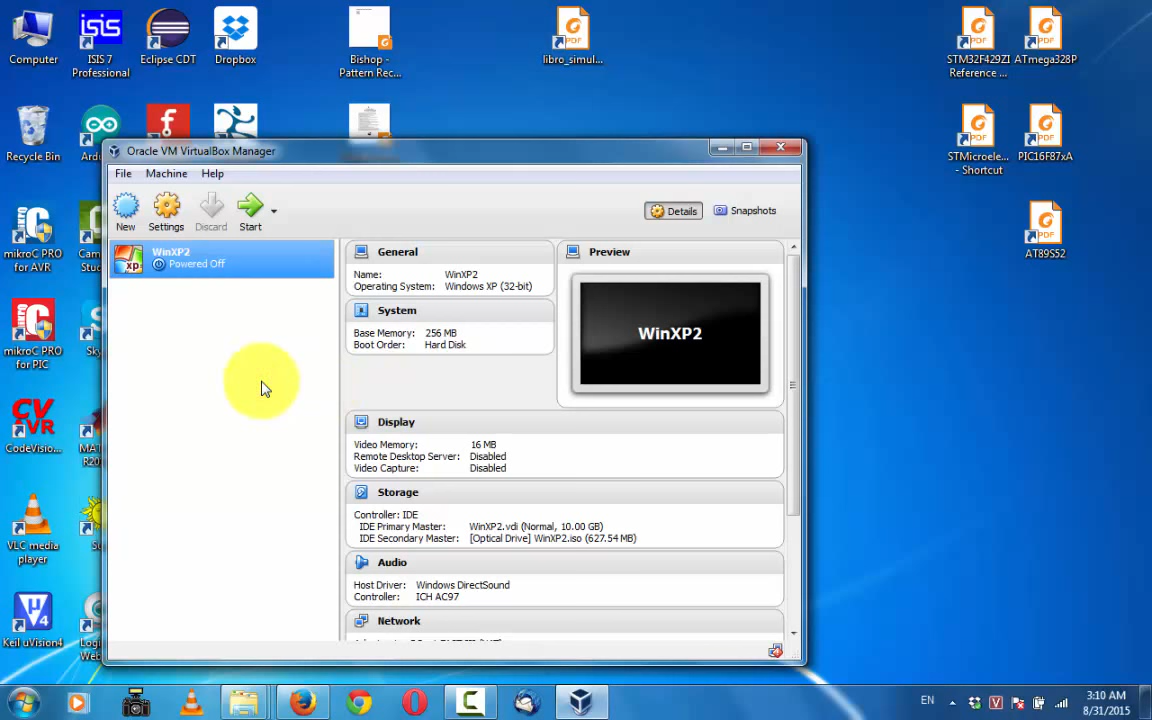 Computer
ISIS 7
Professional
Eclipse CDT
Dropbox
Bishop -
Pattern Rec...
libro_simul...
STM32F429ZI
Reference ...
ATmega328P
Recycle Bin
STMicroele...
- Shortcut
PIC16F87xA
AT89S52
mikroC PRO
for AVR
mikroC PRO
for PIC
CVAVR
CodeVision...
VLC media
player
Keil uVision4
Oracle VM VirtualBox Manager
File
Machine
Help
New
Settings
Discard
Start
Details
Snapshots
WinXP2
Powered Off
General
Name: WinXP2
Operating System: Windows XP (32-bit)
Preview
WinXP2
System
Base Memory: 256 MB
Boot Order: Hard Disk
Display
Video Memory: 16 MB
Remote Desktop Server: Disabled
Video Capture: Disabled
Storage
Controller: IDE
IDE Primary Master: WinXP2.vdi (Normal, 10.00 GB)
IDE Secondary Master: [Optical Drive] WinXP2.iso (627.54 MB)
Audio
Host Driver: Windows DirectSound
Controller: ICH AC97
Network
EN
3:10 AM
8/31/2015